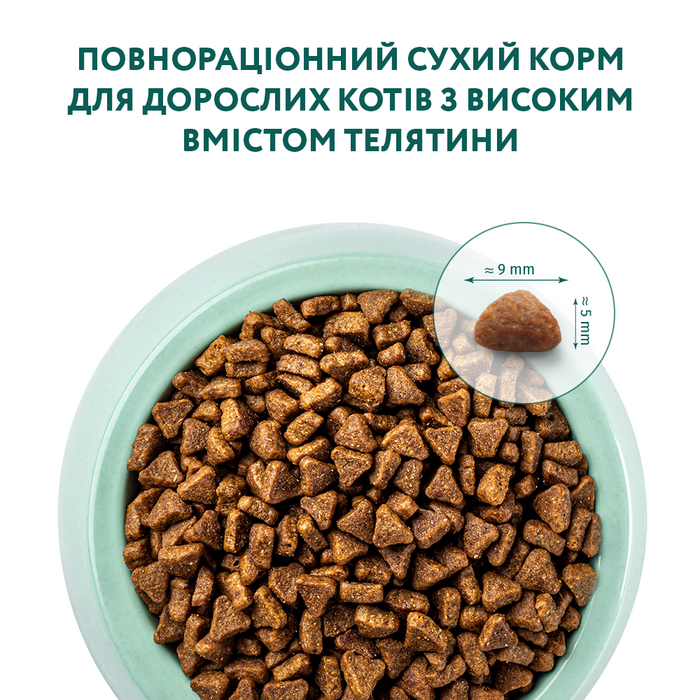 ПОВНОРАЦІОННИЙ СУХИЙ КОРМ
ДЛЯ ДОРОСЛИХ КОТІВ З ВИСОКИМ
ВМІСТОМ ТЕЛЯТИНИ
≈ 9 mm
≈ 5 mm